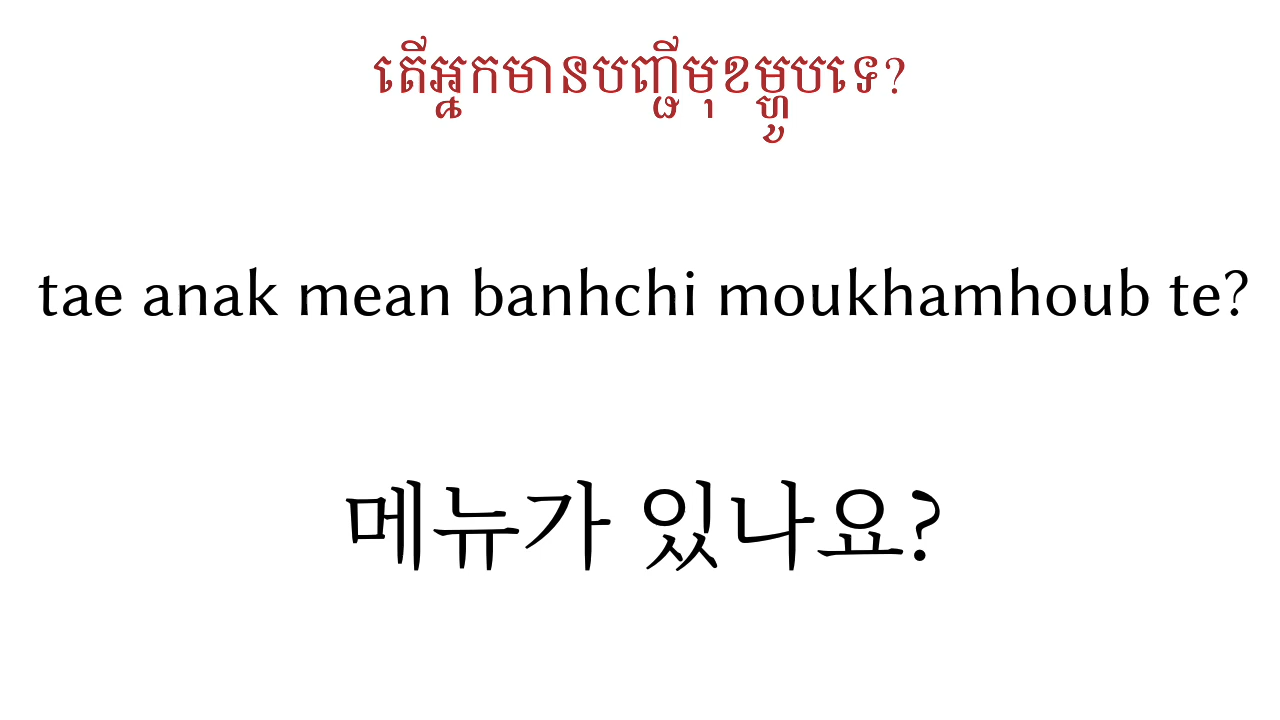 តើអ្នកមានបញ្ជីមុខម្ហូបទេ?
tae anak mean banhchi moukhamhoub te?
메뉴가 있나요?